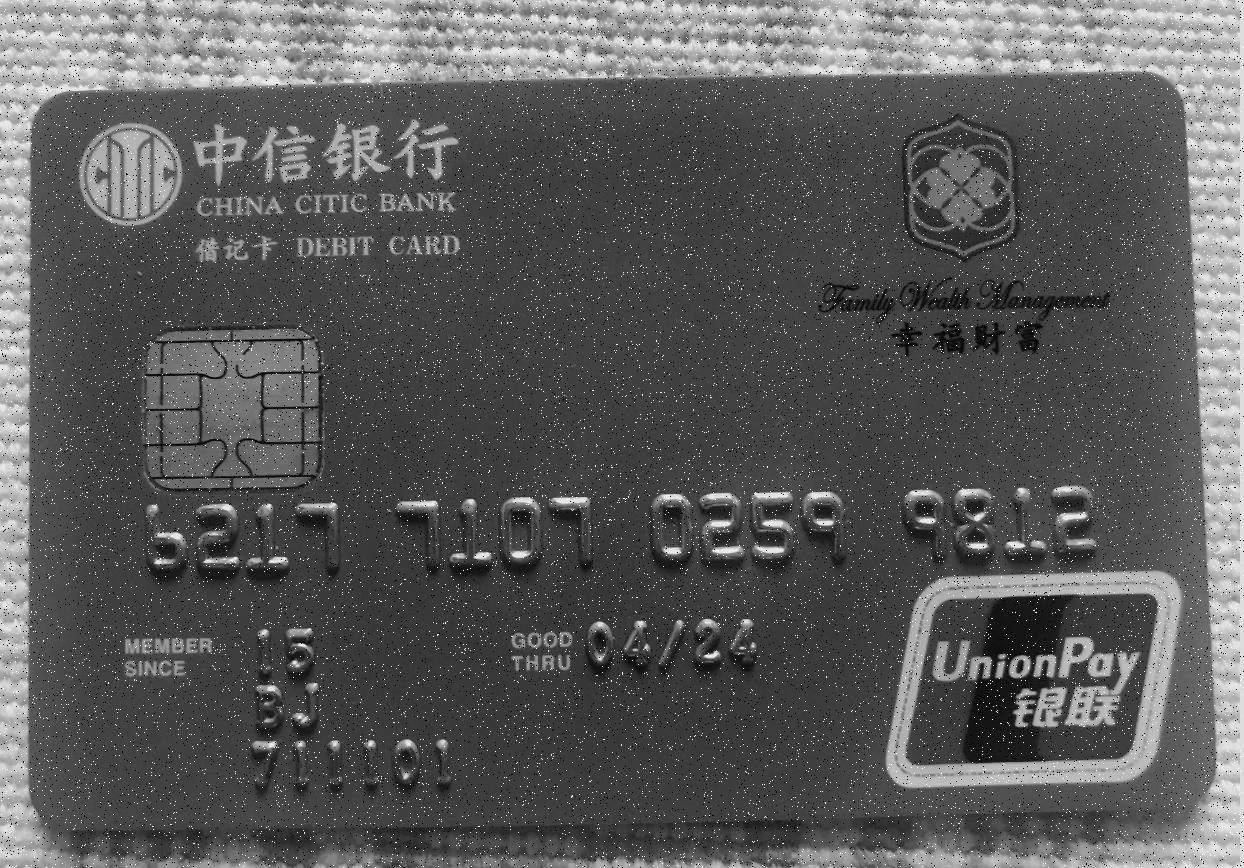 中信银行
CHINA CITIC BANK
借记卡 DEBIT CARD
Family Wealth Management
幸福财富
6217 7107 0259 9812
MEMBER SINCE 15
GOOD THRU 04/24
BJ
711101
UnionPay
银联